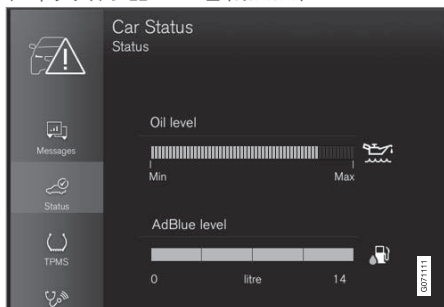 Car Status
Status
Messages
Status
TPMS
Oil level
Min Max
AdBlue level
0 litre 14
G071111